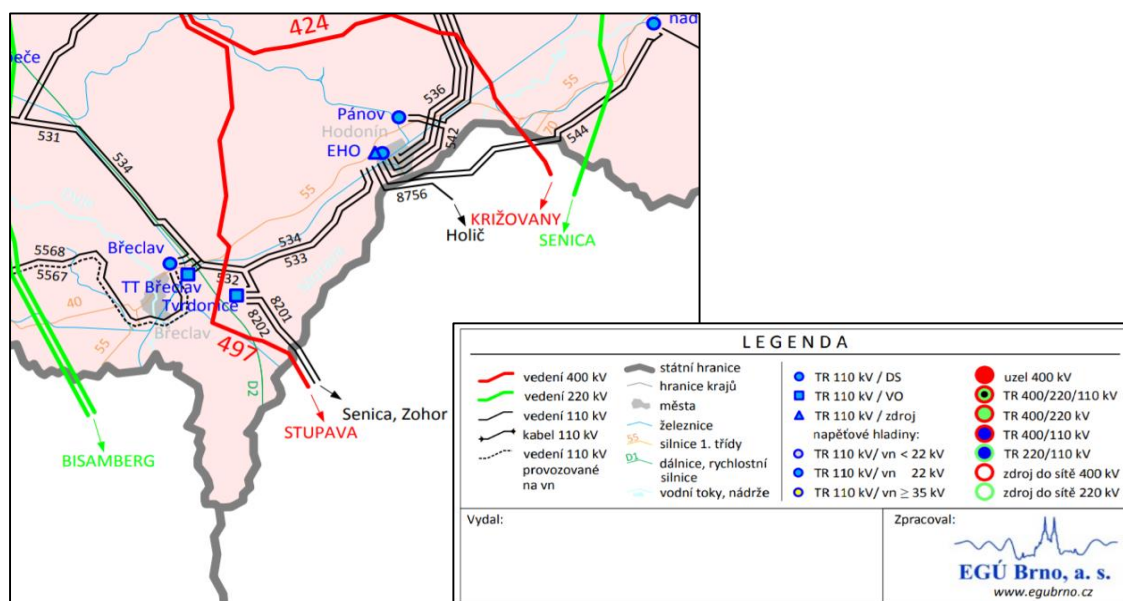 424
nad
eče
536
Pánov
55
Hodonín
542
70
544
531
EHO
534
55
8756
KRIŽOVANY
Holič
SENICA
534
533
Břeclav
5568
5567
532
TT Břeclav
Tvrdonice
8201
8202
40
Břeclav
55
497
D2
Senica, Zohor
STUPAVA
BISAMBERG
LEGENDA
vedení 400 kV
vedení 220 kV
vedení 110 kV
kabel 110 kV
vedení 110 kV
provozované
na vn
státní hranice
hranice krajů
města
železnice
55
silnice 1. třídy
D1
dálnice, rychlostní
silnice
vodní toky, nádrže
TR 110 kV / DS
TR 110 kV / VO
TR 110 kV / zdroj
napěťové hladiny:
TR 110 kV/ vn < 22 kV
TR 110 kV/ vn 22 kV
TR 110 kV/ vn ≥ 35 kV
uzel 400 kV
TR 400/220/110 kV
TR 400/220 kV
TR 400/110 kV
TR 220/110 kV
zdroj do sítě 400 kV
zdroj do sítě 220 kV
Vydal:
Zpracoval:
EGÚ Brno, a. s.
www.egubrno.cz